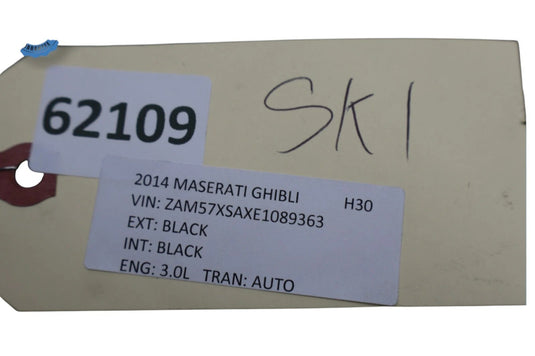 62109
SK1
2014 MASERATI GHIBLI H30
VIN: ZAM57XSAXE1089363
EXT: BLACK
INT: BLACK
ENG: 3.0L TRAN: AUTO